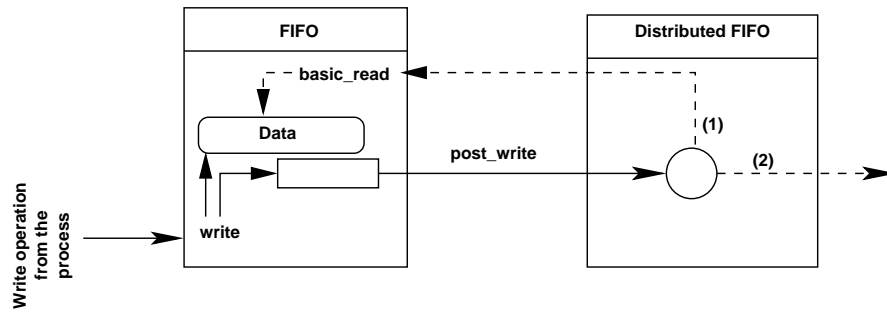 FIFO
Distributed FIFO
basic_read
Data
(1)
post_write
(2)
write
Write operation
from the
process